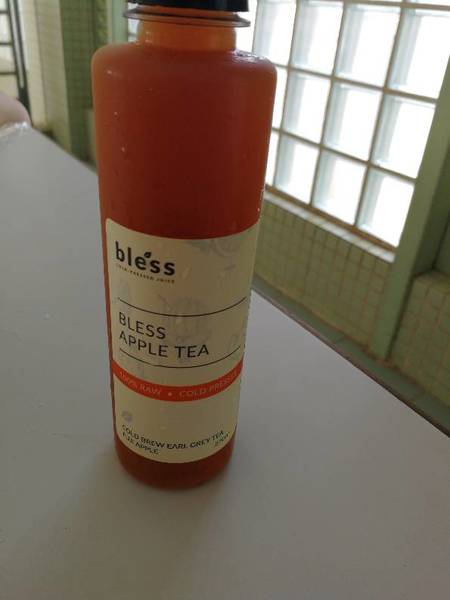 bless
COLD PRESSED JUICE
BLESS
APPLE TEA
100% RAW • COLD PRESSED
COLD BREW EARL GREY TEA
FUJI APPLE